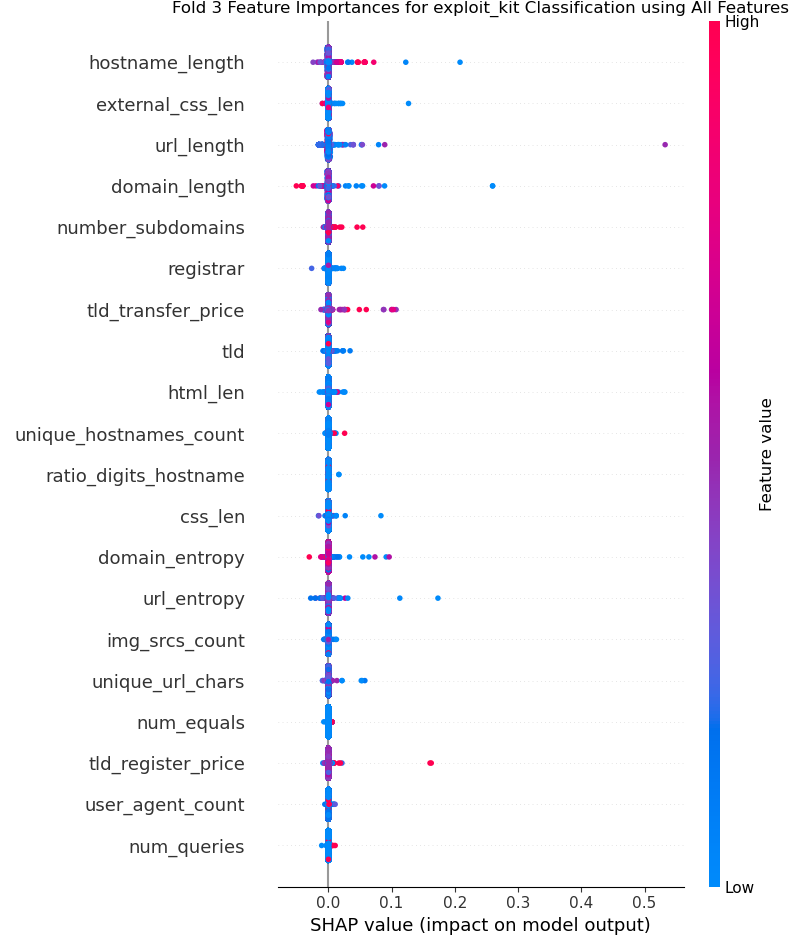 Fold 3 Feature Importances for exploit_kit Classification using All Features
High
hostname_length
external_css_len
url_length
domain_length
number_subdomains
registrar
tld_transfer_price
tld
html_len
unique_hostnames_count
ratio_digits_hostname
css_len
domain_entropy
url_entropy
img_srcs_count
unique_url_chars
num_equals
tld_register_price
user_agent_count
num_queries
Feature value
Low
0.0 0.1 0.2 0.3 0.4 0.5
SHAP value (impact on model output)